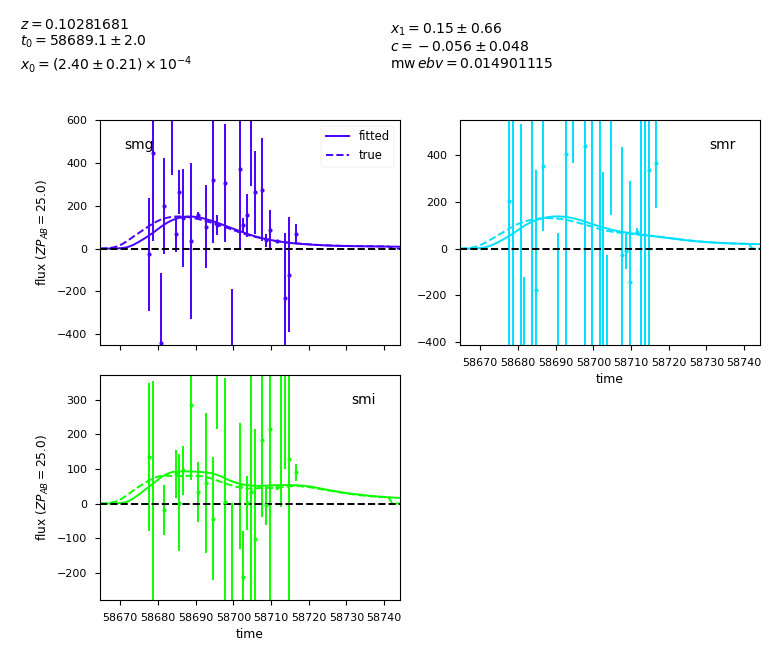 z = 0.10281681
t₀ = 58689.1 ± 2.0
x₀ = (2.40 ± 0.21) × 10⁻⁴
x₁ = 0.15 ± 0.66
c = −0.056 ± 0.048
mwebv = 0.014901115
smg
fitted
true
600
400
200
0
−200
−400
flux (ZP_AB = 25.0)
smr
400
200
0
−200
−400
58670 58680 58690 58700 58710 58720 58730 58740
time
smi
300
200
100
0
−100
−200
flux (ZP_AB = 25.0)
58670 58680 58690 58700 58710 58720 58730 58740
time